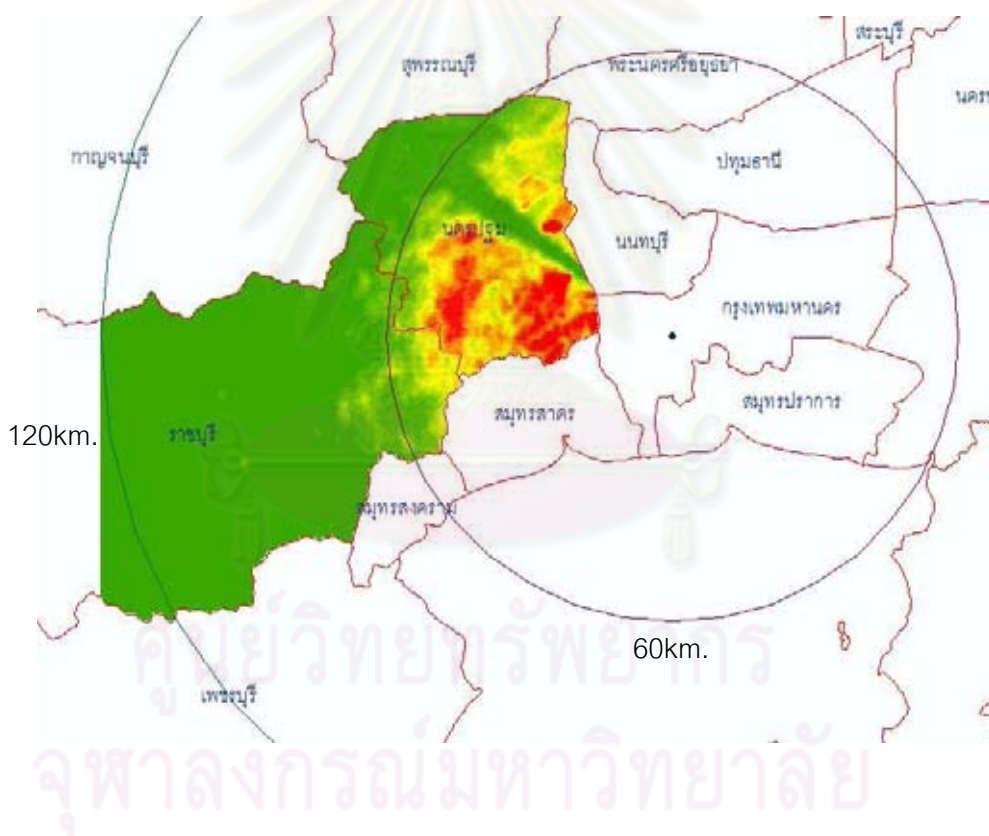 สระบุรี
สุพรรณบุรี
พระนครศรีอยุธยา
กาญจนบุรี
ปทุมธานี
นครปฐม
นนทบุรี
กรุงเทพมหานคร
สมุทรปราการ
สมุทรสาคร
120km.
ราชบุรี
สมุทรสงคราม
60km.
ศูนย์วิทยทรัพยากร
เพชรบุรี
จุฬาลงกรณ์มหาวิทยาลัย